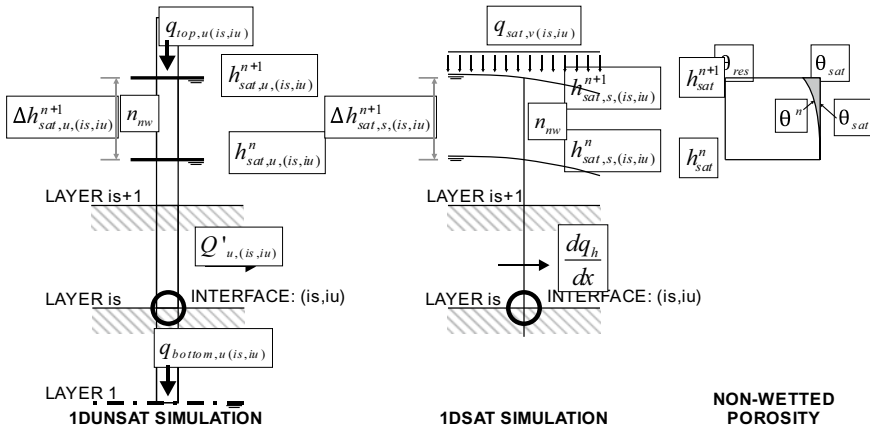 q_{top,u(is,iu)}
h^{n+1}_{sat,u,(is,iu)}
Δh^{n+1}_{sat,u,(is,iu)}
n_{nw}
h^{n}_{sat,u,(is,iu)}
LAYER is+1
Q'_{u,(is,iu)}
LAYER is
INTERFACE: (is,iu)
q_{bottom,u(is,iu)}
LAYER 1
1DUNSAT SIMULATION
q_{sat,v(is,iu)}
h^{n+1}_{sat,s,(is,iu)}
Δh^{n+1}_{sat,s,(is,iu)}
n_{nw}
h^{n}_{sat,s,(is,iu)}
LAYER is+1
dq_h
dx
LAYER is
INTERFACE: (is,iu)
1DSAT SIMULATION
θ_{res}
θ_{sat}
h^{n+1}_{sat}
θ^{n}
θ_{sat}
h^{n}_{sat}
NON-WETTED
POROSITY